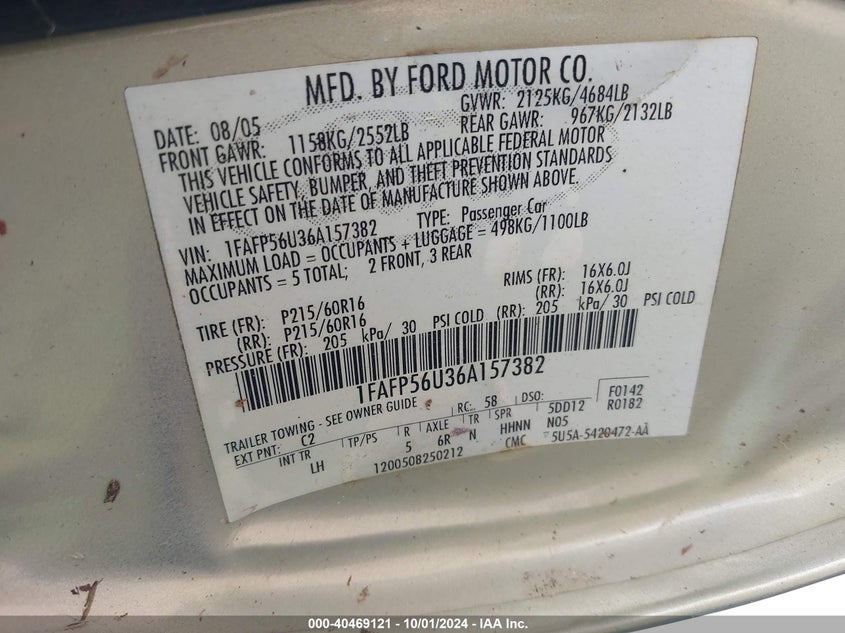 MFD. BY FORD MOTOR CO.
DATE: 08/05 GVWR: 2125KG/4684LB
FRONT GAWR: 1158KG/2552LB REAR GAWR: 967KG/2132LB
THIS VEHICLE CONFORMS TO ALL APPLICABLE FEDERAL MOTOR
VEHICLE SAFETY, BUMPER, AND THEFT PREVENTION STANDARDS
IN EFFECT ON THE DATE OF MANUFACTURE SHOWN ABOVE.
VIN: 1FAFP56U36A157382 TYPE: Passenger Car
MAXIMUM LOAD = OCCUPANTS + LUGGAGE = 498KG/1100LB
OCCUPANTS = 5 TOTAL; 2 FRONT, 3 REAR
TIRE (FR): P215/60R16 RIMS (FR): 16X6.0J
(RR): P215/60R16 (RR): 16X6.0J
PRESSURE (FR): 205 kPa/ 30 PSI COLD (RR): 205 kPa/ 30 PSI COLD
1FAFP56U36A157382
TRAILER TOWING - SEE OWNER GUIDE RC: 58 DSO: F0142
EXT PNT: C2 5DD12 R0182
INT TR TP/PS R AXLE TR SPR N05
LH 5 6R N HHNN
1200508250212 CMC 5U5A-5420472-AA
000-40469121 - 10/01/2024 - IAA Inc.